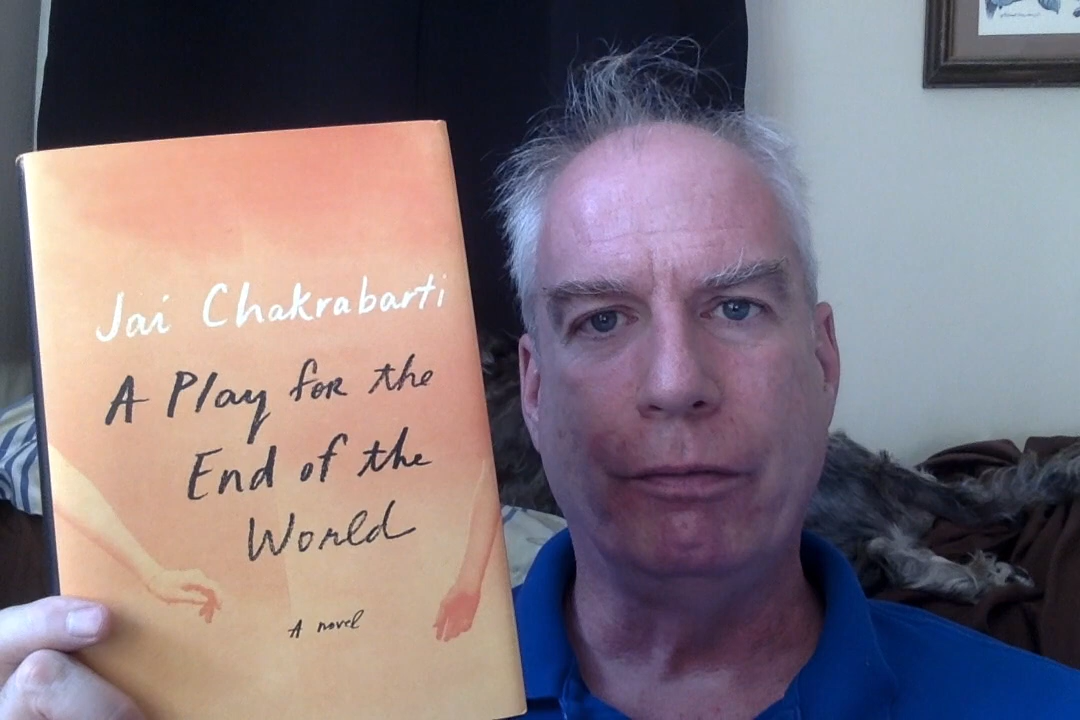 Jai Chakrabarti
A Play for the
End of the
World
A novel